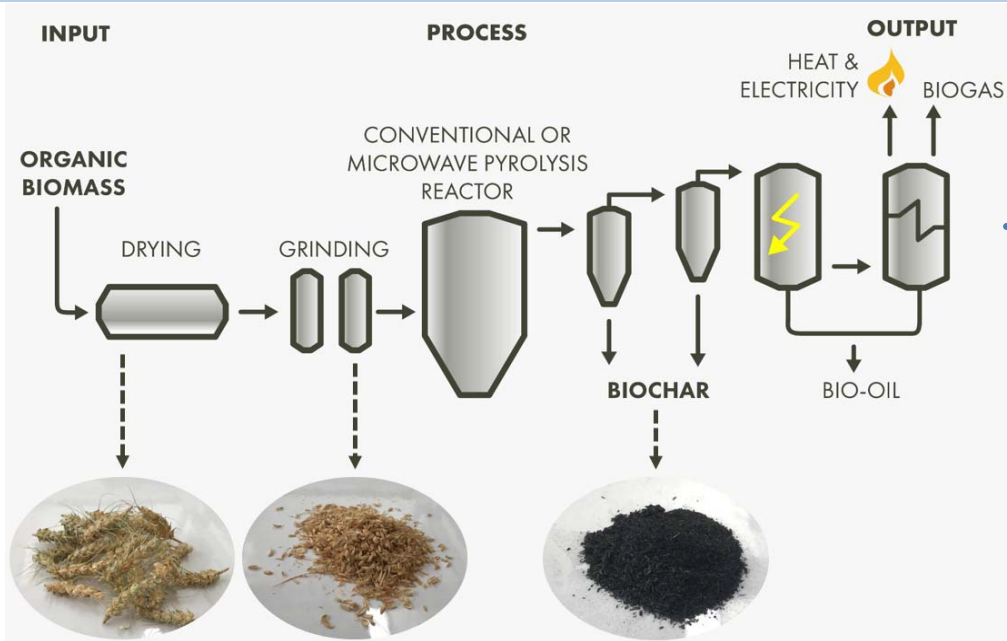 INPUT
PROCESS
OUTPUT
HEAT &
ELECTRICITY
BIOGAS
ORGANIC
BIOMASS
CONVENTIONAL OR
MICROWAVE PYROLYSIS
REACTOR
DRYING
GRINDING
BIOCHAR
BIO-OIL